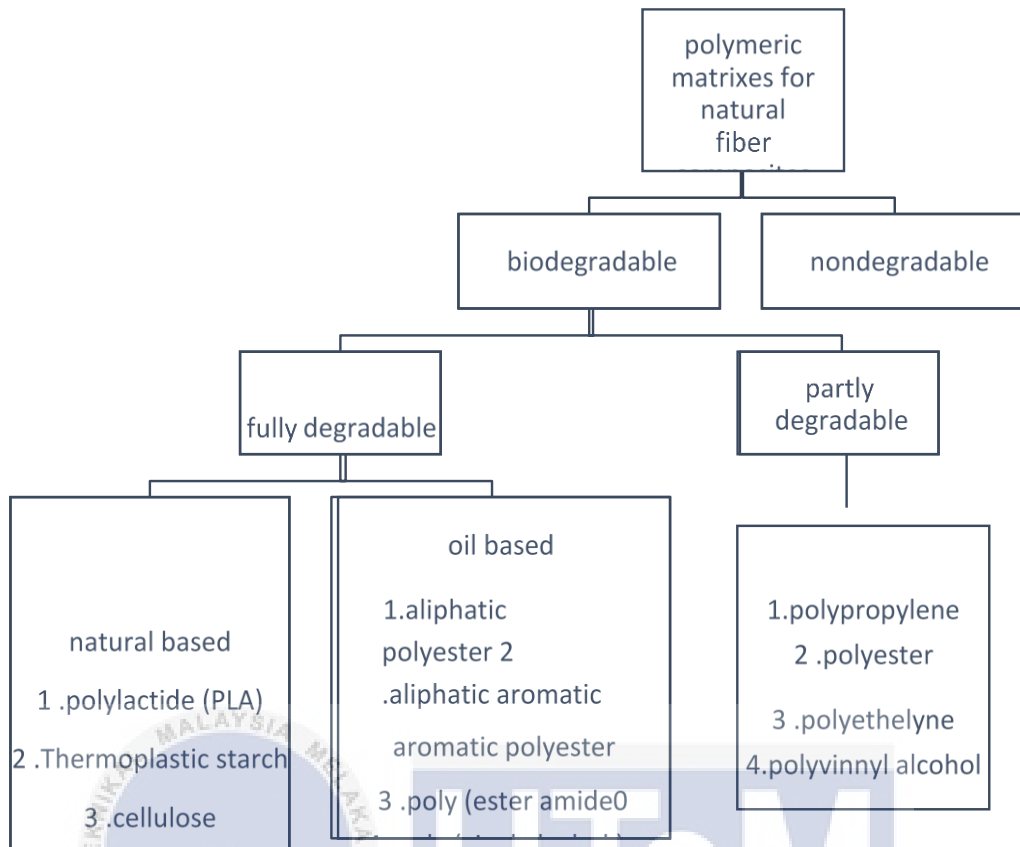 polymeric
matrixes for
natural
fiber
biodegradable
nondegradable
fully degradable
partly
degradable
natural based
1 .polylactide (PLA)
2 .Thermoplastic starch
3 .cellulose
oil based
1.aliphatic
polyester 2
.aliphatic aromatic
aromatic polyester
3 .poly (ester amide0
1.polypropylene
2 .polyester
3 .polyethelyne
4.polyvinnyl alcohol
MALAYSIA MELAKA